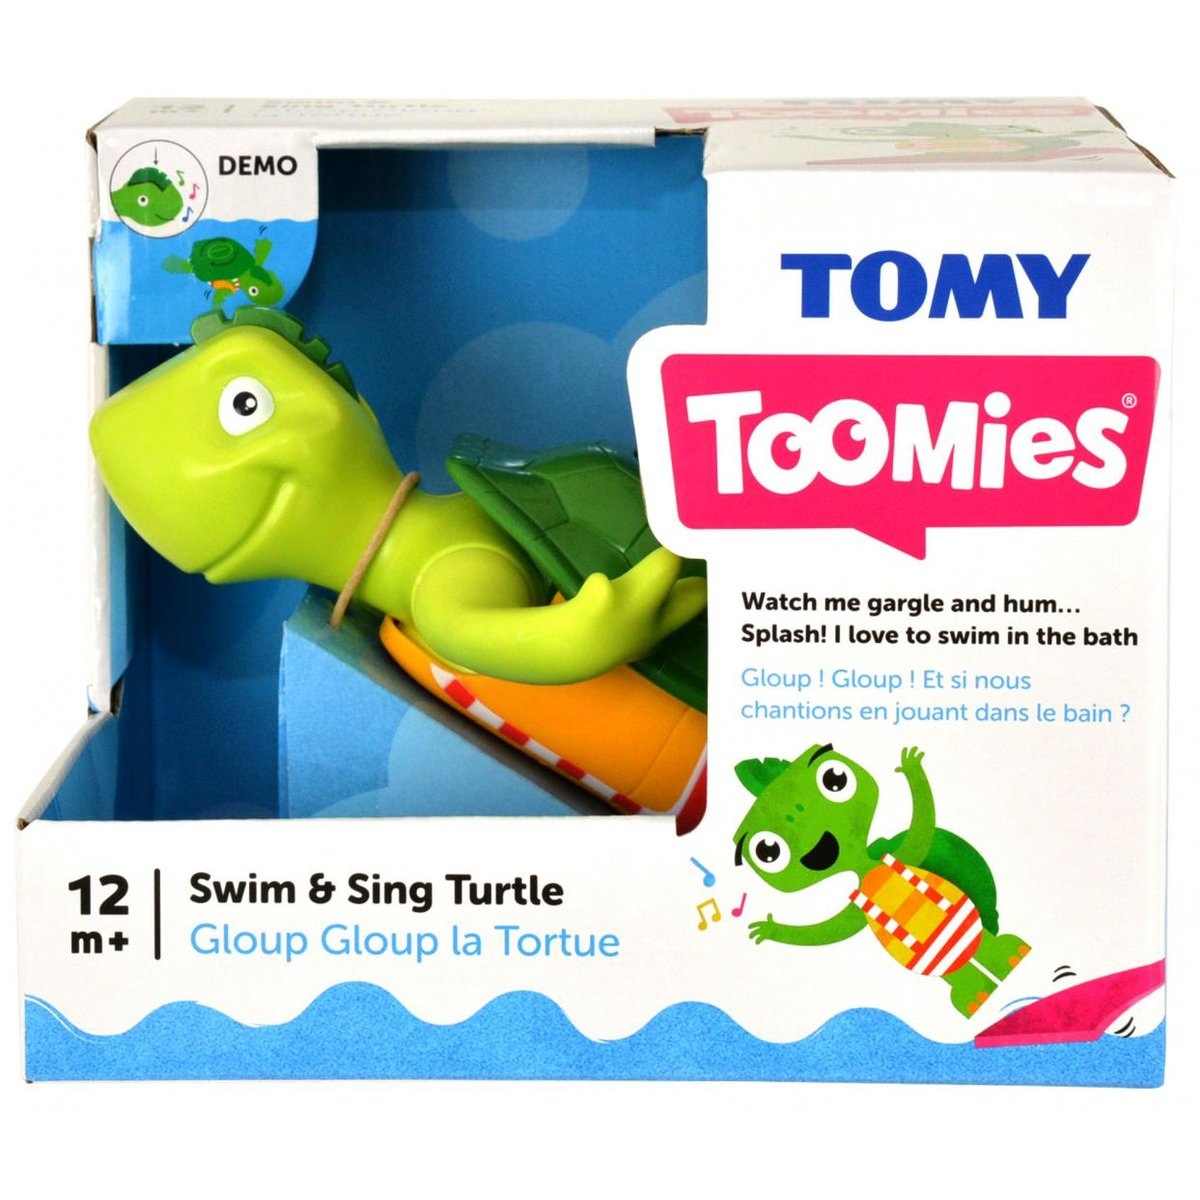 DEMO
TOMY
TOOMies®
Watch me gargle and hum...
Splash! I love to swim in the bath
Gloup ! Gloup ! Et si nous
chantions en jouant dans le bain ?
12
m+
Swim & Sing Turtle
Gloup Gloup la Tortue